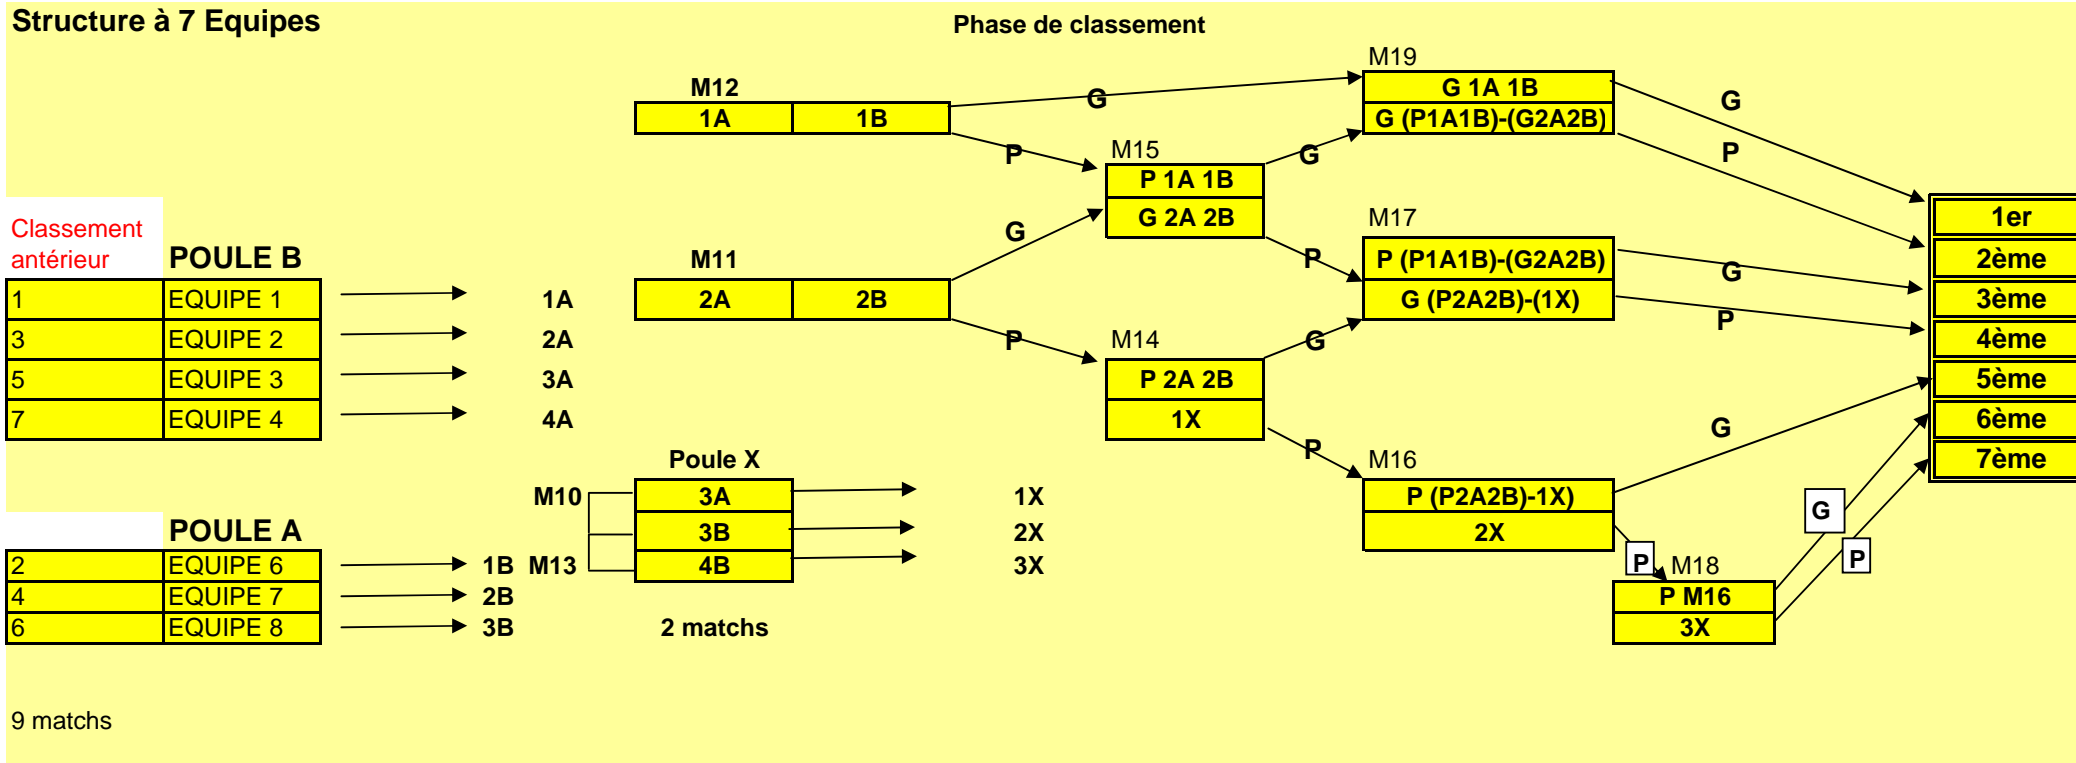 Structure à 7 Equipes
Phase de classement
M19
M12
G 1A 1B
1A 1B
G (P1A1B)-(G2A2B)
G
G
P
P
G
M15
P 1A 1B
G 2A 2B
Classement
antérieur
POULE B
1 EQUIPE 1
3 EQUIPE 2
5 EQUIPE 3
7 EQUIPE 4
1A
2A
3A
4A
M11
2A 2B
G
P
M17
P (P1A1B)-(G2A2B)
G (P2A2B)-(1X)
P
G
G
P
M14
P 2A 2B
1X
P
G
1er
2ème
3ème
4ème
5ème
6ème
7ème
Poule X
M10
3A
3B
4B
M13
1X
2X
3X
2 matchs
M16
P (P2A2B)-1X)
2X
P
M18
P M16
3X
G
P
POULE A
2 EQUIPE 6
4 EQUIPE 7
6 EQUIPE 8
1B
2B
3B
9 matchs